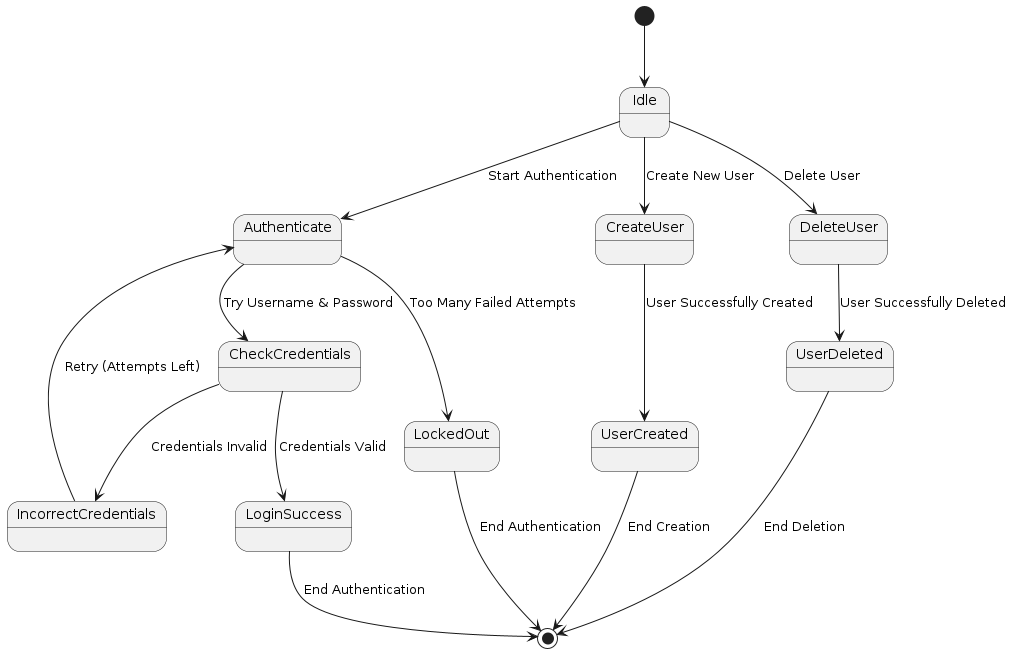 Idle
Start Authentication
Create New User
Delete User
Authenticate
CreateUser
DeleteUser
Try Username & Password
Too Many Failed Attempts
User Successfully Created
User Successfully Deleted
CheckCredentials
UserDeleted
Retry (Attempts Left)
LockedOut
UserCreated
Credentials Invalid
Credentials Valid
IncorrectCredentials
LoginSuccess
End Authentication
End Creation
End Deletion
End Authentication